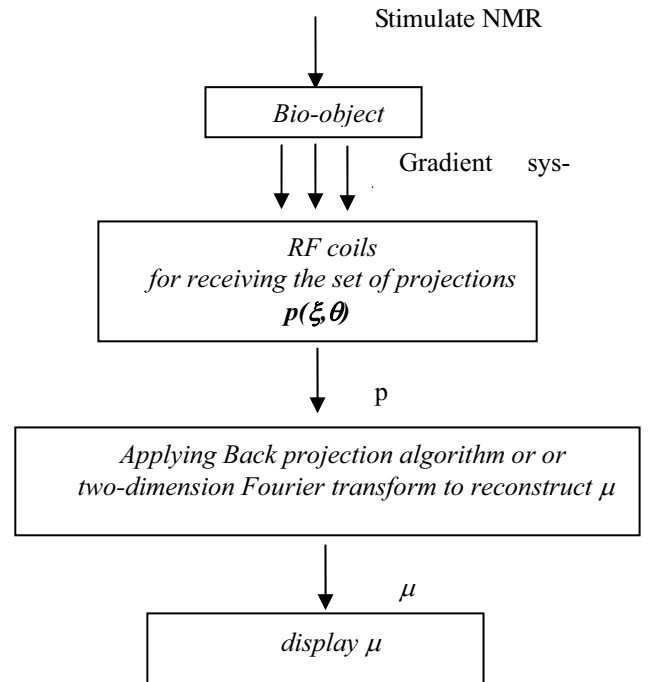 Stimulate NMR
Bio-object
Gradient sys-
RF coils
for receiving the set of projections
p(ξ,θ)
p
Applying Back projection algorithm or or
two-dimension Fourier transform to reconstruct μ
μ
display μ